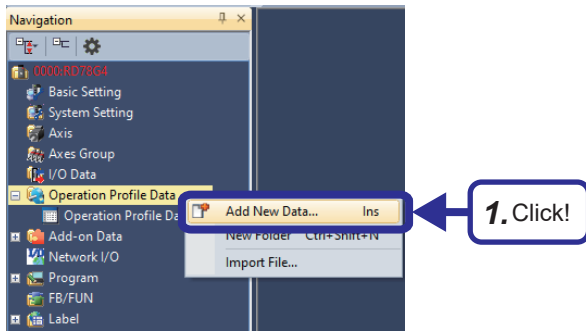 Navigation
0000:RD78G4
Basic Setting
System Setting
Axis
Axes Group
I/O Data
Operation Profile Data
Operation Profile Da
Add New Data... Ins
1. Click!
Add-on Data
New Folder Ctrl+Shift+N
Network I/O
Import File...
Program
FB/FUN
Label